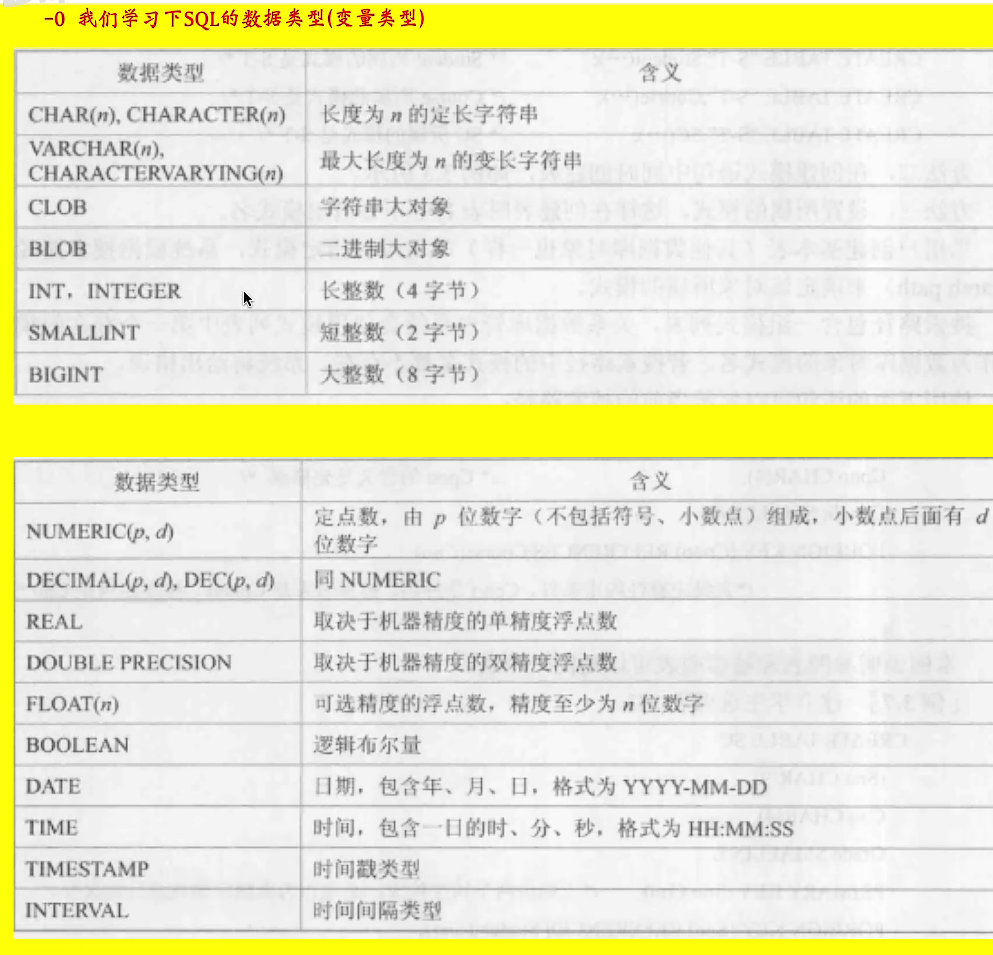 -0 我们学习下SQL的数据类型(变量类型)
数据类型 含义
CHAR(n), CHARACTER(n) 长度为 n 的定长字符串
VARCHAR(n),
CHARACTERVARYING(n) 最大长度为 n 的变长字符串
CLOB 字符串大对象
BLOB 二进制大对象
INT，INTEGER 长整数（4 字节）
SMALLINT 短整数（2 字节）
BIGINT 大整数（8 字节）
数据类型 含义
NUMERIC(p, d) 定点数，由 p 位数字（不包括符号、小数点）组成，小数点后面有 d
位数字
DECIMAL(p, d), DEC(p, d) 同 NUMERIC
REAL 取决于机器精度的单精度浮点数
DOUBLE PRECISION 取决于机器精度的双精度浮点数
FLOAT(n) 可选精度的浮点数，精度至少为 n 位数字
BOOLEAN 逻辑布尔量
DATE 日期，包含年、月、日，格式为 YYYY-MM-DD
TIME 时间，包含一日的时、分、秒，格式为 HH:MM:SS
TIMESTAMP 时间戳类型
INTERVAL 时间间隔类型